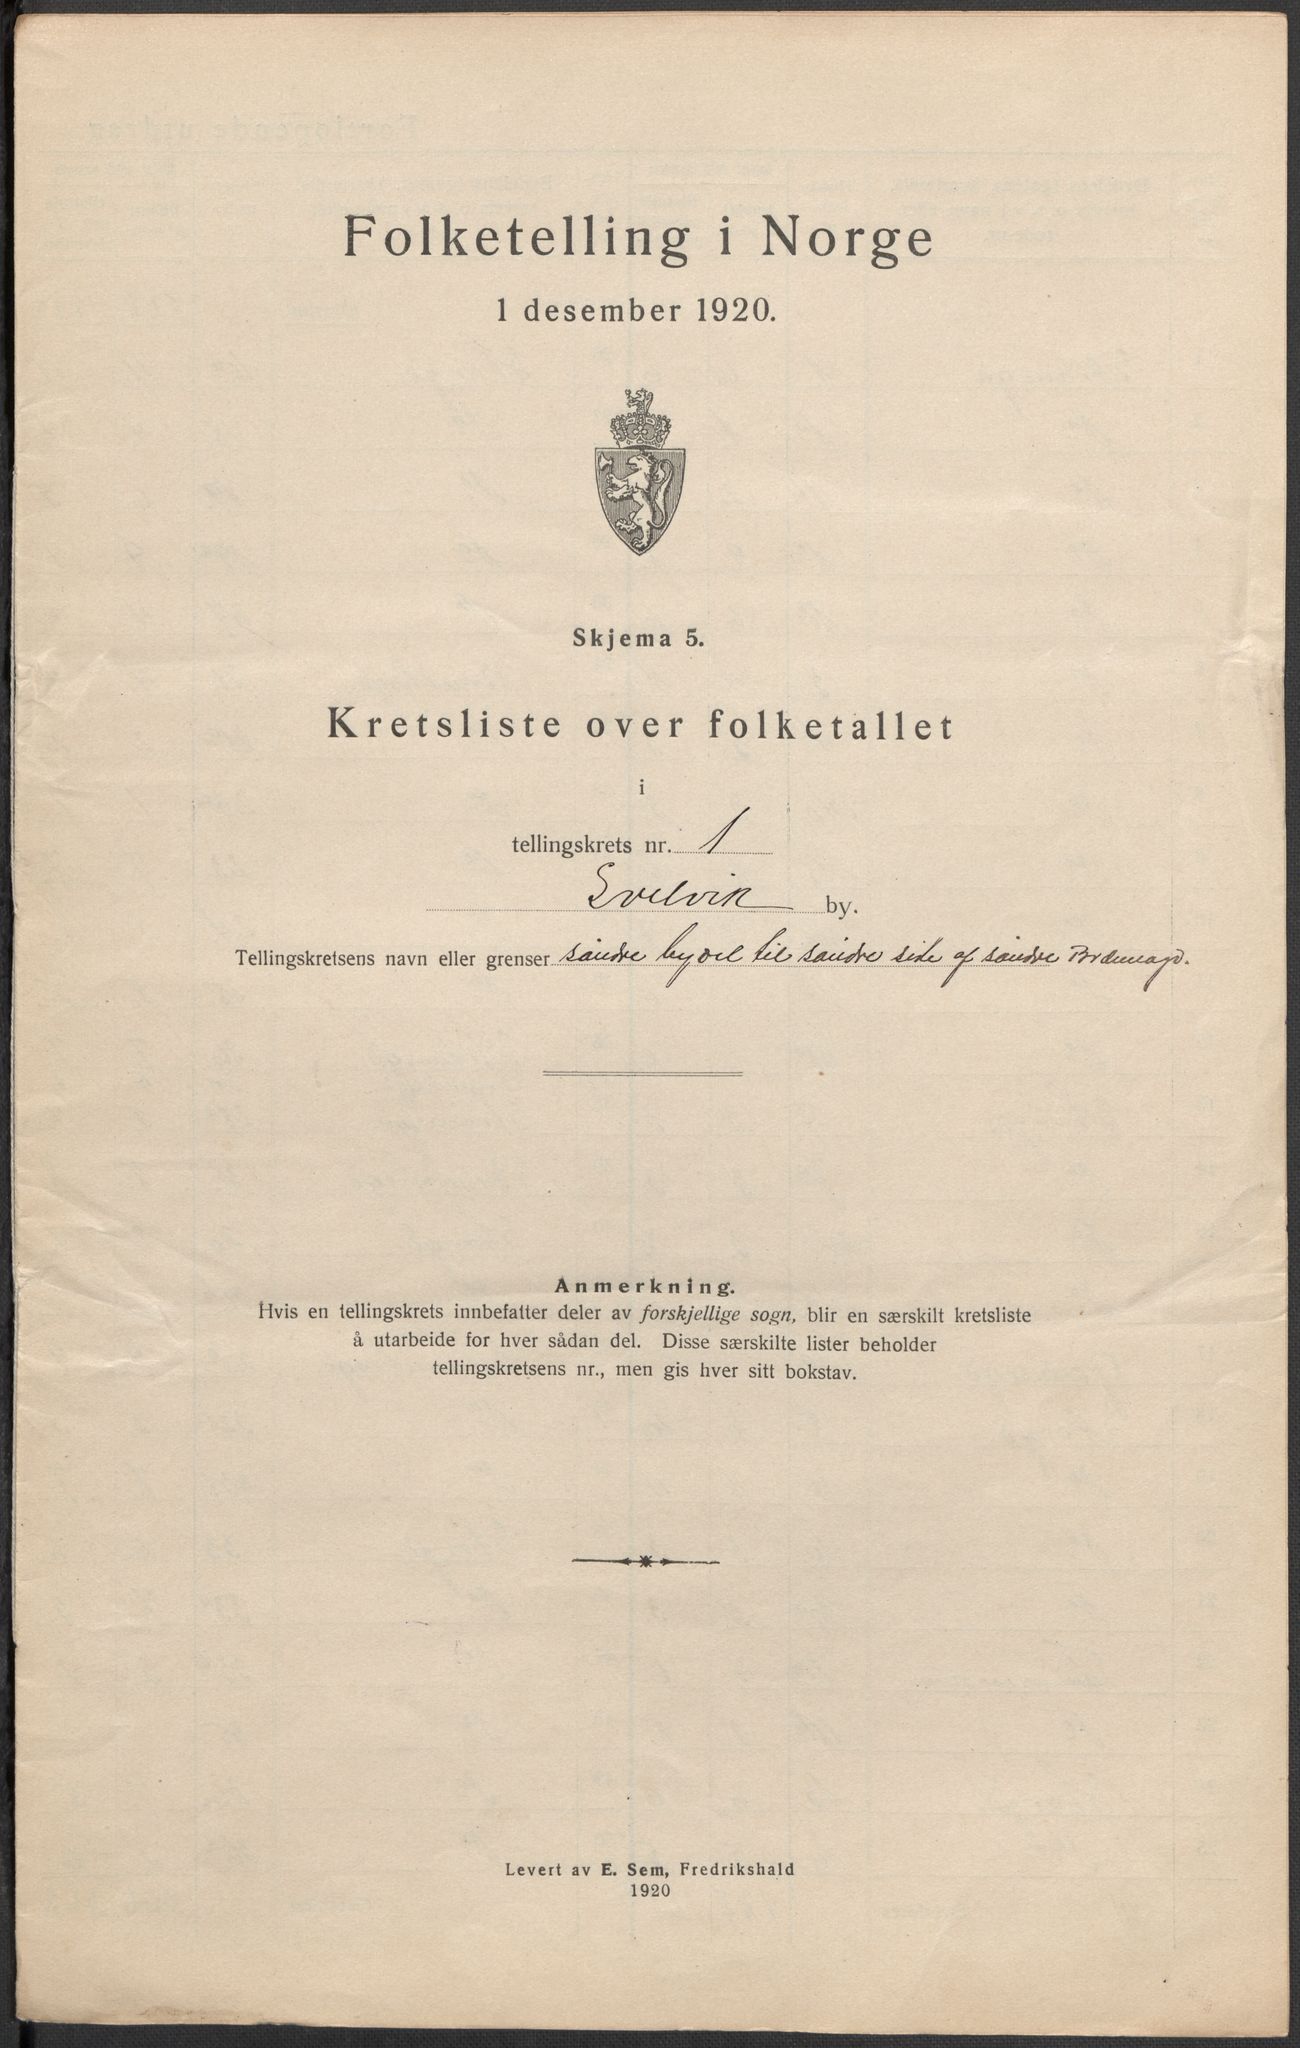 Folketelling i Norge
1 desember 1920.
Skjema 5.
Kretsliste over folketallet
i
tellingskrets nr. 1
Svelvik by.
Tellingskretsens navn eller grenser søndre bydel til søndre side af søndre
Anmerkning.
Hvis en tellingskrets innbefatter deler av forskjellige sogn, blir en særskilt kretsliste
å utarbeide for hver sådan del. Disse særskilte lister beholder
tellingskretsens nr., men gis hver sitt bokstav.
Levert av E. Sem, Fredrikshald
1920